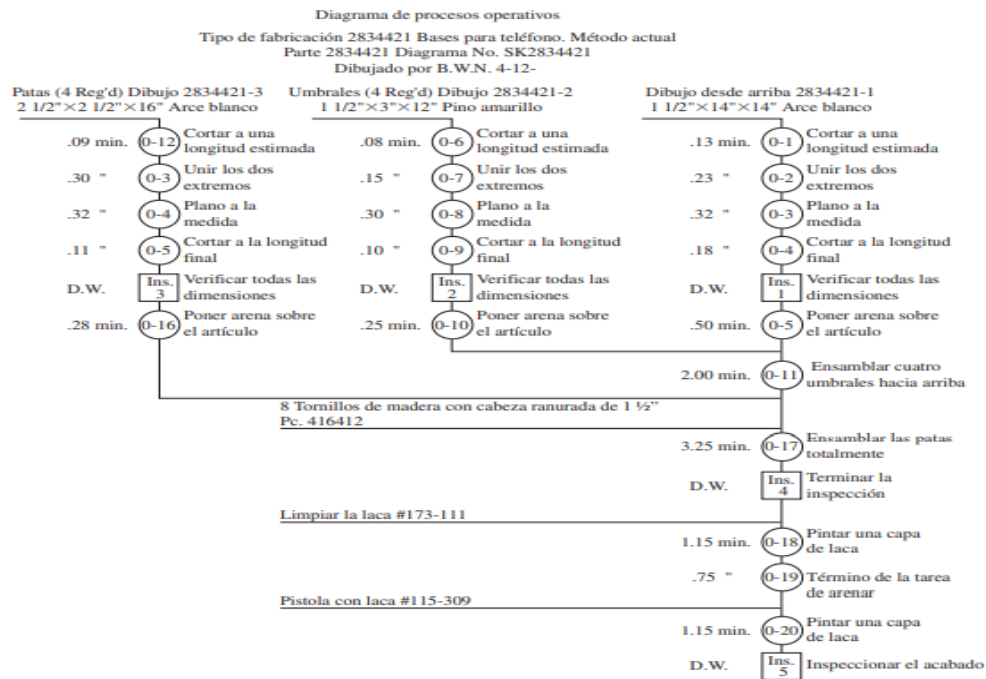 Diagrama de procesos operativos
Tipo de fabricación 2834421 Bases para teléfono. Método actual
Parte 2834421 Diagrama No. SK2834421
Dibujado por B.W.N. 4-12-
Patas (4 Reg'd) Dibujo 2834421-3
2 1/2"×2 1/2"×16" Arce blanco
.09 min.
0-12
Cortar a una
longitud estimada
.30 "
0-3
Unir los dos
extremos
.32 "
0-4
Plano a la
medida
.11 "
0-5
Cortar a la longitud
final
D.W.
Ins.
3
Verificar todas las
dimensiones
.28 min.
0-16
Poner arena sobre
el artículo
Umbrales (4 Reg'd) Dibujo 2834421-2
1 1/2"×3"×12" Pino amarillo
.08 min.
0-6
Cortar a una
longitud estimada
.15 "
0-7
Unir los dos
extremos
.30 "
0-8
Plano a la
medida
.10 "
0-9
Cortar a la longitud
final
D.W.
Ins.
2
Verificar todas las
dimensiones
.25 min.
0-10
Poner arena sobre
el artículo
Dibujo desde arriba 2834421-1
1 1/2"×14"×14" Arce blanco
.13 min.
0-1
Cortar a una
longitud estimada
.23 "
0-2
Unir los dos
extremos
.32 "
0-3
Plano a la
medida
.18 "
0-4
Cortar a la longitud
final
D.W.
Ins.
1
Verificar todas las
dimensiones
.50 min.
0-5
Poner arena sobre
el artículo
2.00 min.
0-11
Ensamblar cuatro
umbrales hacia arriba
8 Tornillos de madera con cabeza ranurada de 1 ½”
Pc. 416412
3.25 min.
0-17
Ensamblar las patas
totalmente
D.W.
Ins.
4
Terminar la
inspección
Limpiar la laca #173-111
1.15 min.
0-18
Pintar una capa
de laca
.75 "
0-19
Término de la tarea
de arenar
Pistola con laca #115-309
1.15 min.
0-20
Pintar una capa
de laca
D.W.
Ins.
5
Inspeccionar el acabado